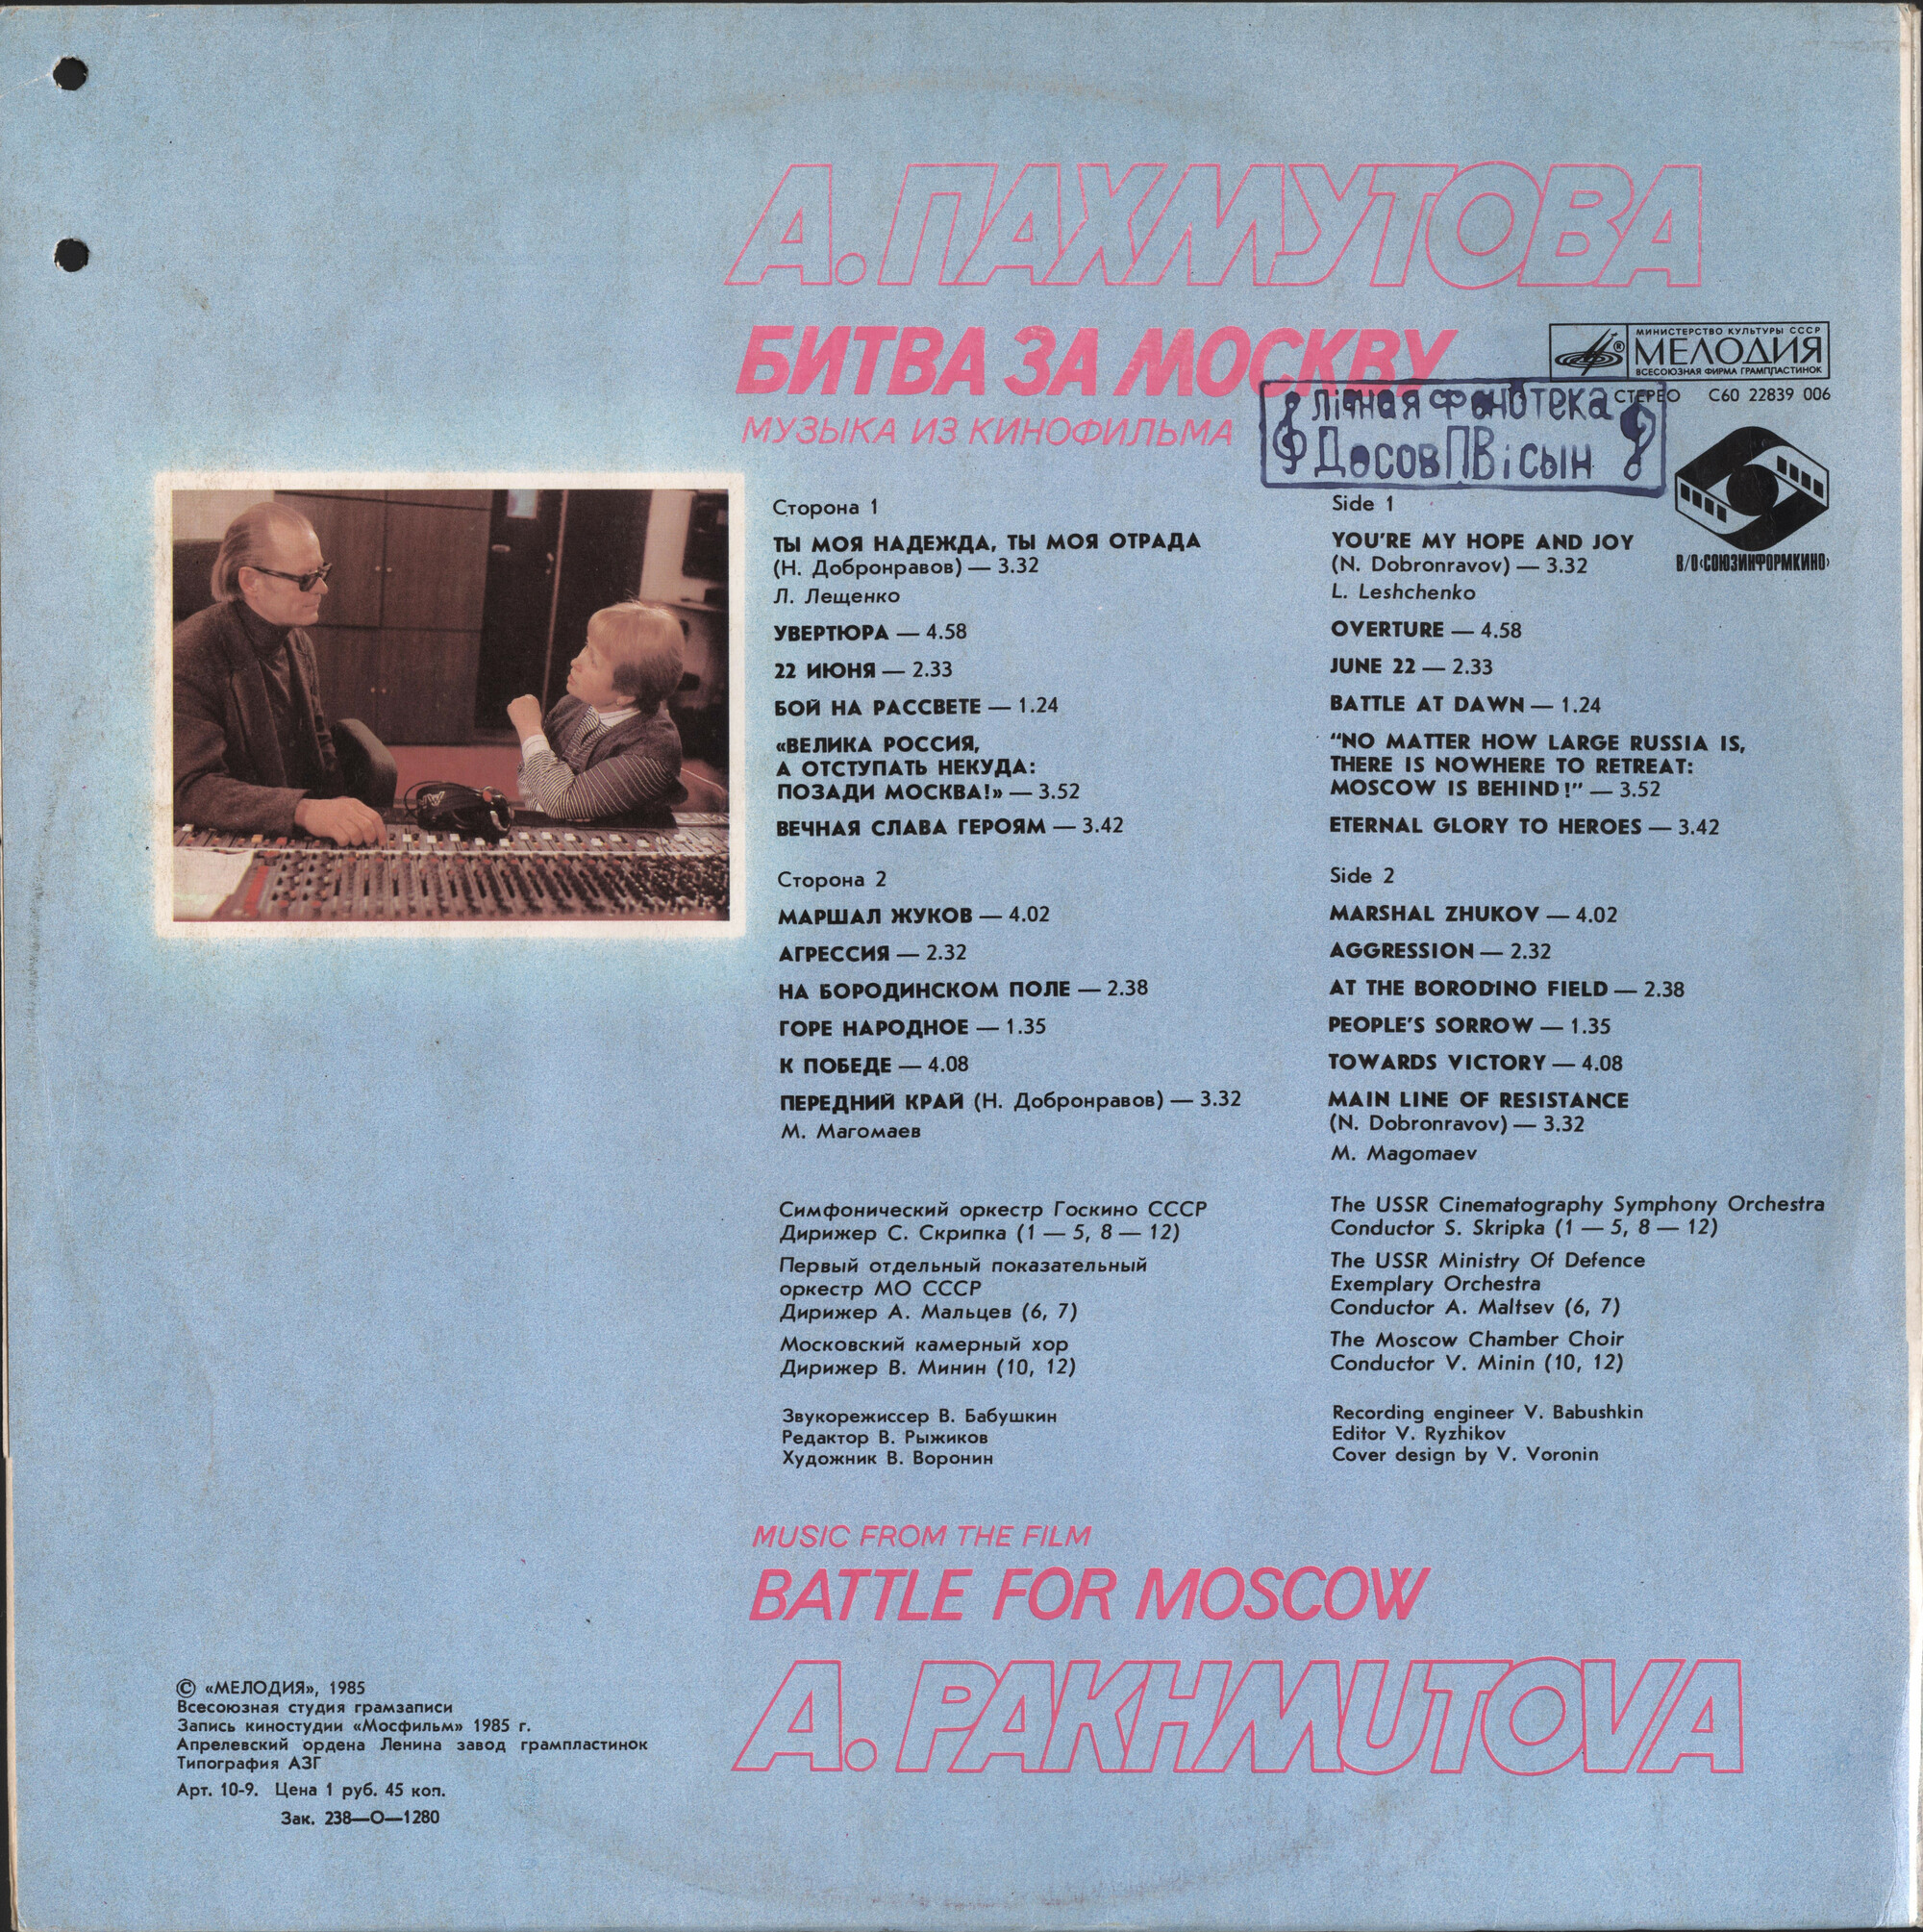 А. ПАХМУТОВА
БИТВА ЗА МОСКВУ
МУЗЫКА ИЗ КИНОФИЛЬМА
МИНИСТЕРСТВО КУЛЬТУРЫ СССР
МЕЛОДИЯ
ВСЕСОЮЗНАЯ ФИРМА ГРАМПЛАСТИНОК
СТЕРЕО С60 22839 006
лічная фонотека
Досов П В і сын
В/О «СОЮЗИНФОРМКИНО»
Сторона 1
ТЫ МОЯ НАДЕЖДА, ТЫ МОЯ ОТРАДА
(Н. Добронравов) — 3.32
Л. Лещенко
УВЕРТЮРА — 4.58
22 ИЮНЯ — 2.33
БОЙ НА РАССВЕТЕ — 1.24
«ВЕЛИКА РОССИЯ,
А ОТСТУПАТЬ НЕКУДА:
ПОЗАДИ МОСКВА!» — 3.52
ВЕЧНАЯ СЛАВА ГЕРОЯМ — 3.42
Сторона 2
МАРШАЛ ЖУКОВ — 4.02
АГРЕССИЯ — 2.32
НА БОРОДИНСКОМ ПОЛЕ — 2.38
ГОРЕ НАРОДНОЕ — 1.35
К ПОБЕДЕ — 4.08
ПЕРЕДНИЙ КРАЙ (Н. Добронравов) — 3.32
М. Магомаев
Симфонический оркестр Госкино СССР
Дирижер С. Скрипка (1 — 5, 8 — 12)
Первый отдельный показательный
оркестр МО СССР
Дирижер А. Мальцев (6, 7)
Московский камерный хор
Дирижер В. Минин (10, 12)
Звукорежиссер В. Бабушкин
Редактор В. Рыжиков
Художник В. Воронин
Side 1
YOU'RE MY HOPE AND JOY
(N. Dobronravov) — 3.32
L. Leshchenko
OVERTURE — 4.58
JUNE 22 — 2.33
BATTLE AT DAWN — 1.24
“NO MATTER HOW LARGE RUSSIA IS,
THERE IS NOWHERE TO RETREAT:
MOSCOW IS BEHIND!” — 3.52
ETERNAL GLORY TO HEROES — 3.42
Side 2
MARSHAL ZHUKOV — 4.02
AGGRESSION — 2.32
AT THE BORODINO FIELD — 2.38
PEOPLE'S SORROW — 1.35
TOWARDS VICTORY — 4.08
MAIN LINE OF RESISTANCE
(N. Dobronravov) — 3.32
M. Magomaev
The USSR Cinematography Symphony Orchestra
Conductor S. Skripka (1 — 5, 8 — 12)
The USSR Ministry Of Defence
Exemplary Orchestra
Conductor A. Maltsev (6, 7)
The Moscow Chamber Choir
Conductor V. Minin (10, 12)
Recording engineer V. Babushkin
Editor V. Ryzhikov
Cover design by V. Voronin
MUSIC FROM THE FILM
BATTLE FOR MOSCOW
A. PAKHMUTOVA
© «МЕЛОДИЯ», 1985
Всесоюзная студия грамзаписи
Запись киностудии «Мосфильм» 1985 г.
Апрелевский ордена Ленина завод грампластинок
Типография АЗГ
Арт. 10-9. Цена 1 руб. 45 коп.
Зак. 238—О—1280